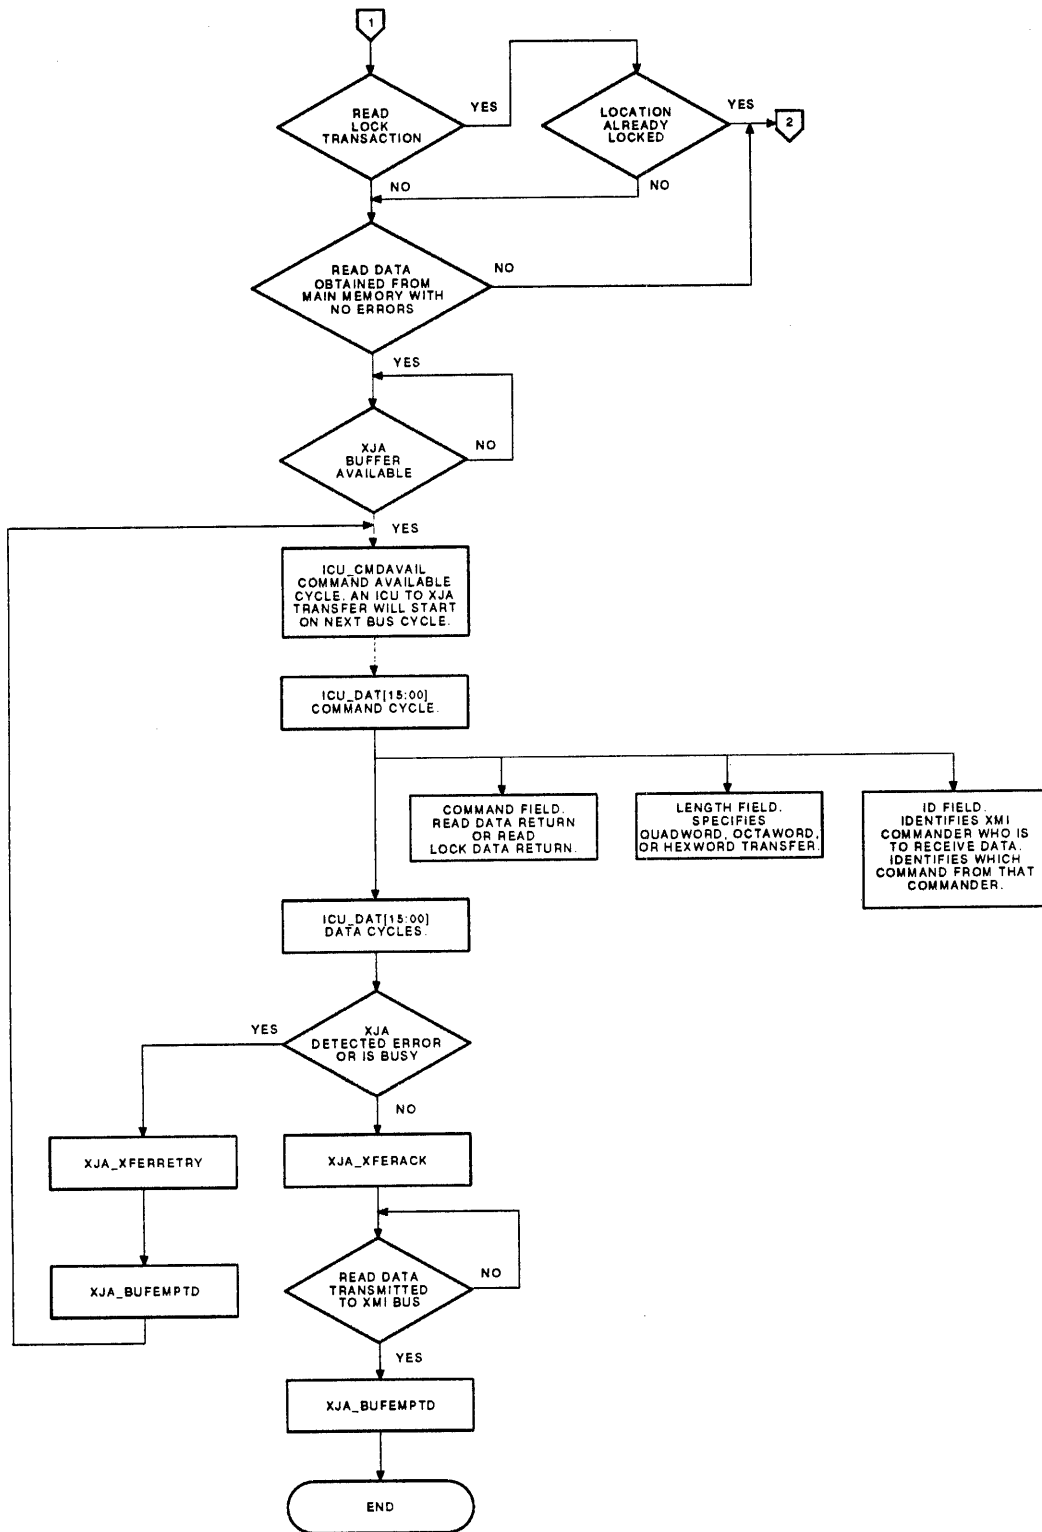 1
READ
LOCK
TRANSACTION
YES
LOCATION
ALREADY
LOCKED
YES
2
NO
NO
READ DATA
OBTAINED FROM
MAIN MEMORY WITH
NO ERRORS
NO
YES
XJA
BUFFER
AVAILABLE
NO
YES
ICU_CMDAVAIL
COMMAND AVAILABLE
CYCLE. AN ICU TO XJA
TRANSFER WILL START
ON NEXT BUS CYCLE.
ICU_DAT[15:00]
COMMAND CYCLE.
COMMAND FIELD.
READ DATA RETURN
OR READ
LOCK DATA RETURN.
LENGTH FIELD.
SPECIFIES
QUADWORD, OCTAWORD,
OR HEXWORD TRANSFER.
ID FIELD.
IDENTIFIES XMI
COMMANDER WHO IS
TO RECEIVE DATA.
IDENTIFIES WHICH
COMMAND FROM THAT
COMMANDER.
ICU_DAT[15:00]
DATA CYCLES.
YES
XJA
DETECTED ERROR
OR IS BUSY
NO
XJA_XFERRETRY
XJA_XFERACK
XJA_BUFEMPTD
READ DATA
TRANSMITTED
TO XMI BUS
NO
YES
XJA_BUFEMPTD
END